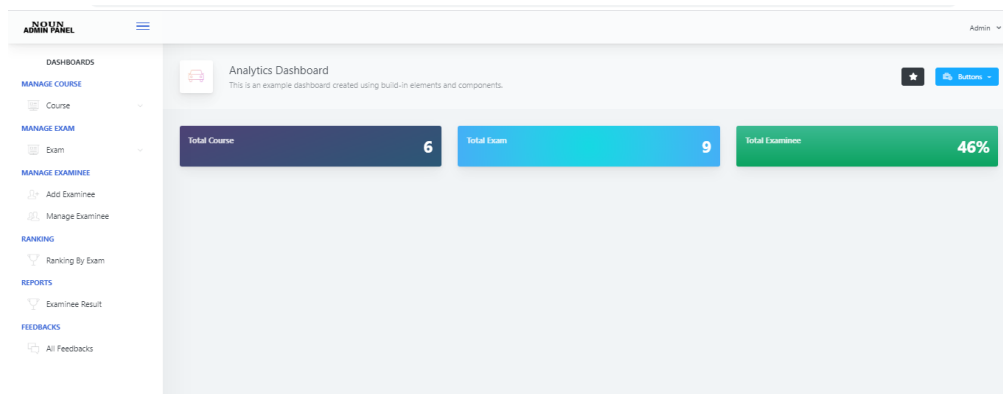 NOUN
ADMIN PANEL
Admin
DASHBOARDS
MANAGE COURSE
Course
MANAGE EXAM
Exam
MANAGE EXAMINEE
Add Examinee
Manage Examinee
RANKING
Ranking By Exam
REPORTS
Examinee Result
FEEDBACKS
All Feedbacks
Analytics Dashboard
This is an example dashboard created using build-in elements and components.
Buttons
Total Course
6
Total Exam
9
Total Examinee
46%